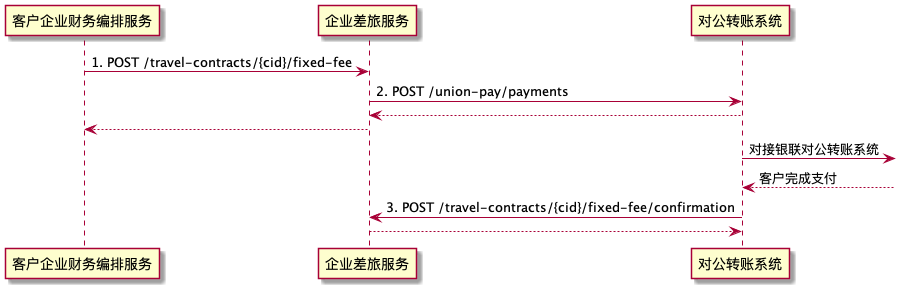 客户企业财务编排服务
企业差旅服务
对公转账系统
1. POST /travel-contracts/{cid}/fixed-fee
2. POST /union-pay/payments
对接银联对公转账系统
客户完成支付
3. POST /travel-contracts/{cid}/fixed-fee/confirmation
客户企业财务编排服务
企业差旅服务
对公转账系统